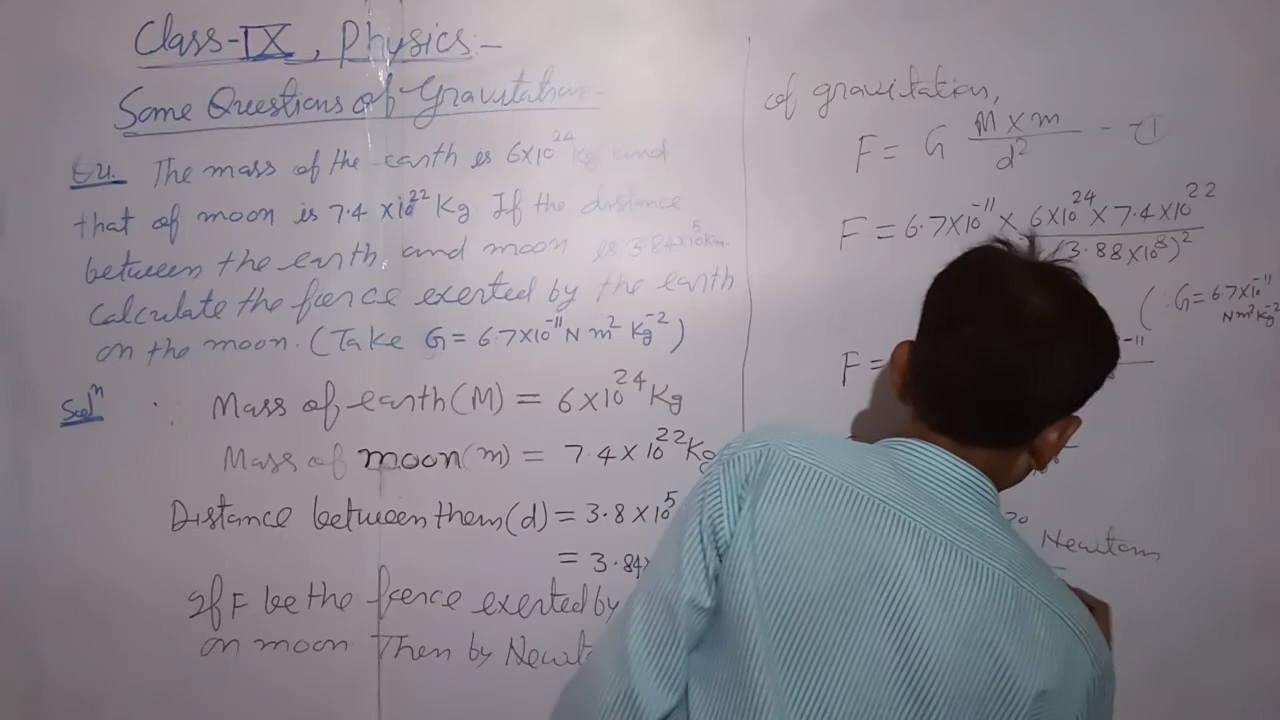 Class-IX, Physics:-
Some Questions of Gravitation-
Ex. The mass of the earth is 6×10²⁴ kg and
that of moon is 7.4 ×10²² Kg. If the distance
between the earth and moon is 3.84×10⁵ km.
Calculate the force exerted by the earth
on the moon. (Take G = 6.7×10⁻¹¹ N m² Kg⁻²)
Solⁿ
Mass of earth(M) = 6×10²⁴ Kg
Mass of moon(m) = 7.4 × 10²² Kg
Distance between them(d) = 3.8 × 10⁵
= 3.84×
If F be the force exerted by
on moon Then by
of gravitation,
F = G M×m / d² - ①
F = 6.7×10⁻¹¹ × 6×10²⁴ × 7.4×10²² / (3.88×10⁸)²
(∵ G = 6.7×10⁻¹¹
N m² Kg⁻²
F =
Newton